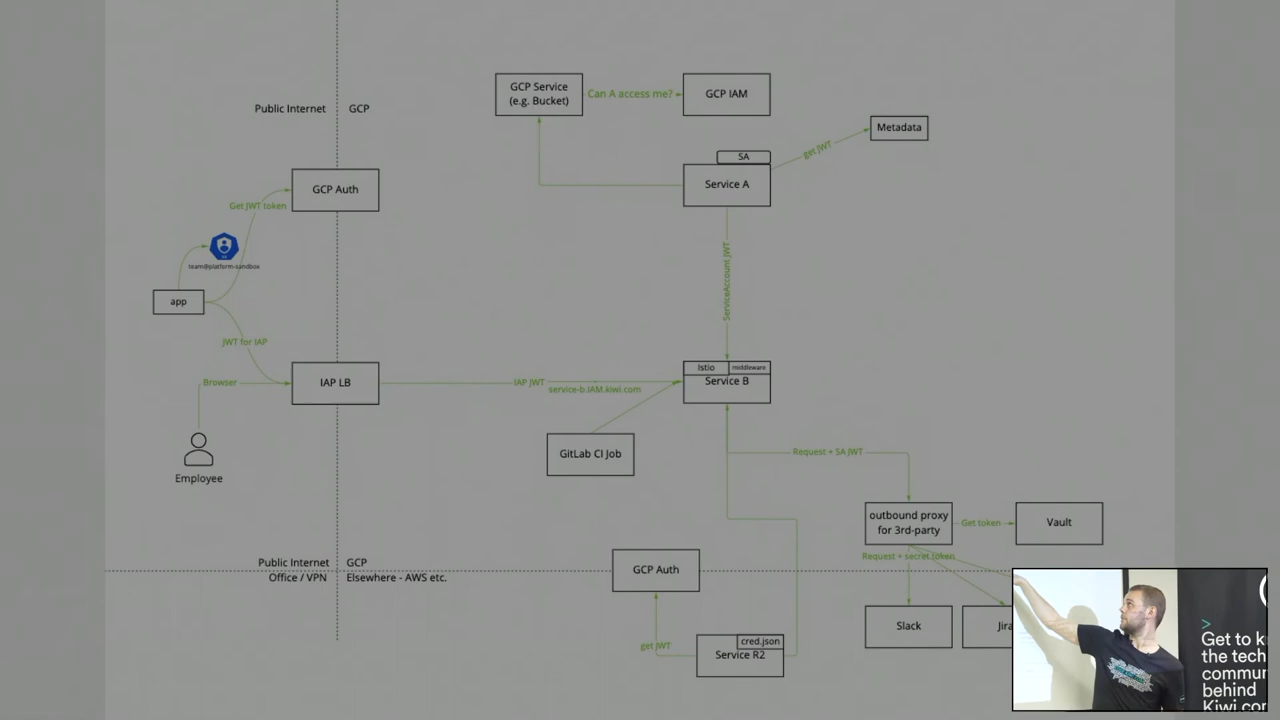 GCP Service
(e.g. Bucket)
Can A access me?
GCP IAM
Public Internet
GCP
Metadata
get JWT
SA
Service A
GCP Auth
Get JWT token
team@platform-sandbox
ServiceAccount JWT
app
JWT for IAP
Istio
middleware
Service B
IAP LB
Browser
IAP JWT
service-b.IAM.kiwi.com
GitLab CI Job
Employee
Request + SA JWT
outbound proxy
for 3rd-party
Get token
Vault
Request + secret token
Public Internet
GCP
Office / VPN
Elsewhere - AWS etc.
GCP Auth
Slack
Jira
get JWT
cred.json
Service R2
>
Get to k
the tech
commun
behind
Kiwi.com